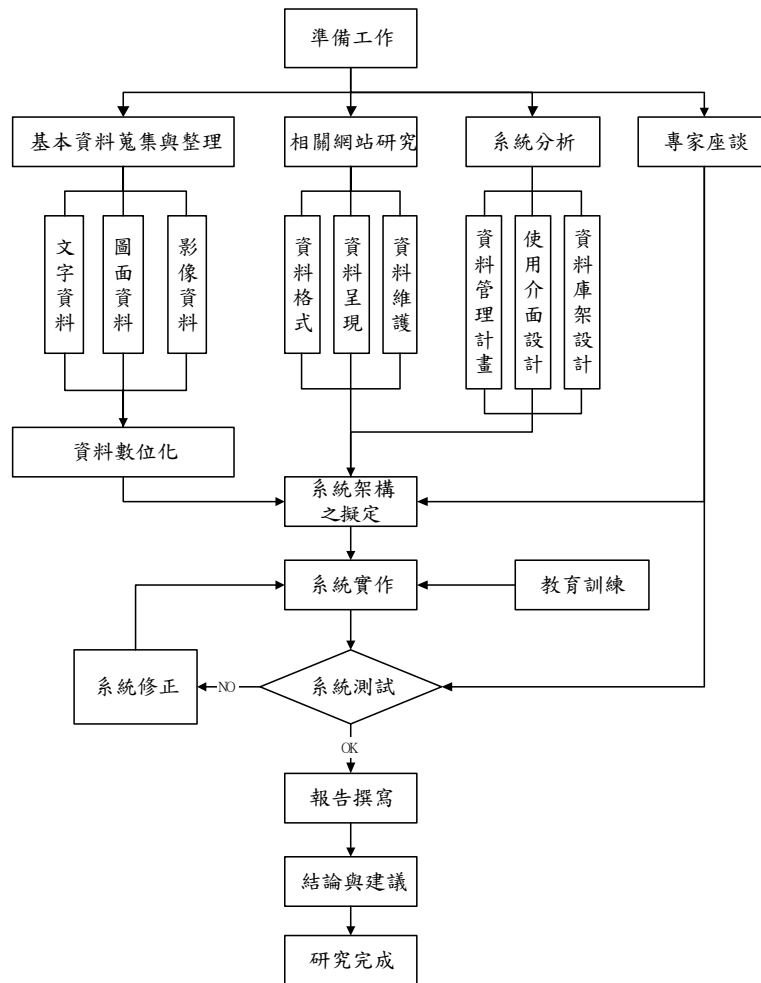 準備工作
基本資料蒐集與整理
相關網站研究
系統分析
專家座談
文字資料
圖面資料
影像資料
資料格式
資料呈現
資料維護
資料管理計畫
使用介面設計
資料庫架設計
資料數位化
系統架構
之擬定
系統實作
教育訓練
系統修正
NO
系統測試
OK
報告撰寫
結論與建議
研究完成